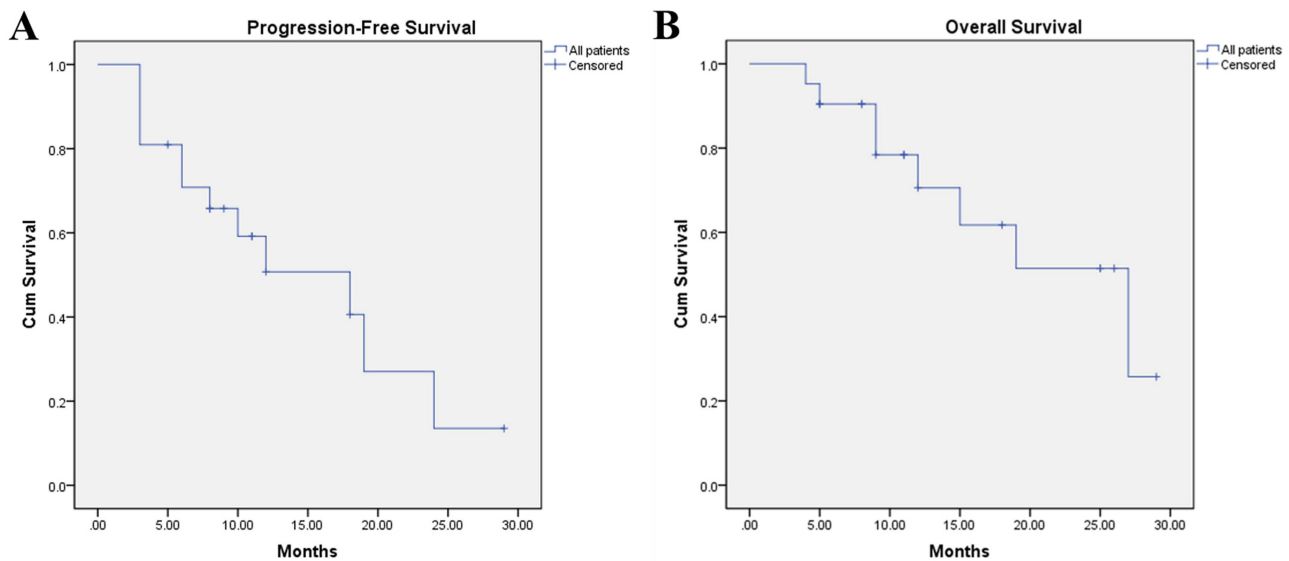 A
Progression-Free Survival
All patients
Censored
1.0
0.8
0.6
0.4
0.2
0.0
Cum Survival
.00 5.00 10.00 15.00 20.00 25.00 30.00
Months
B
Overall Survival
All patients
Censored
1.0
0.8
0.6
0.4
0.2
0.0
Cum Survival
.00 5.00 10.00 15.00 20.00 25.00 30.00
Months